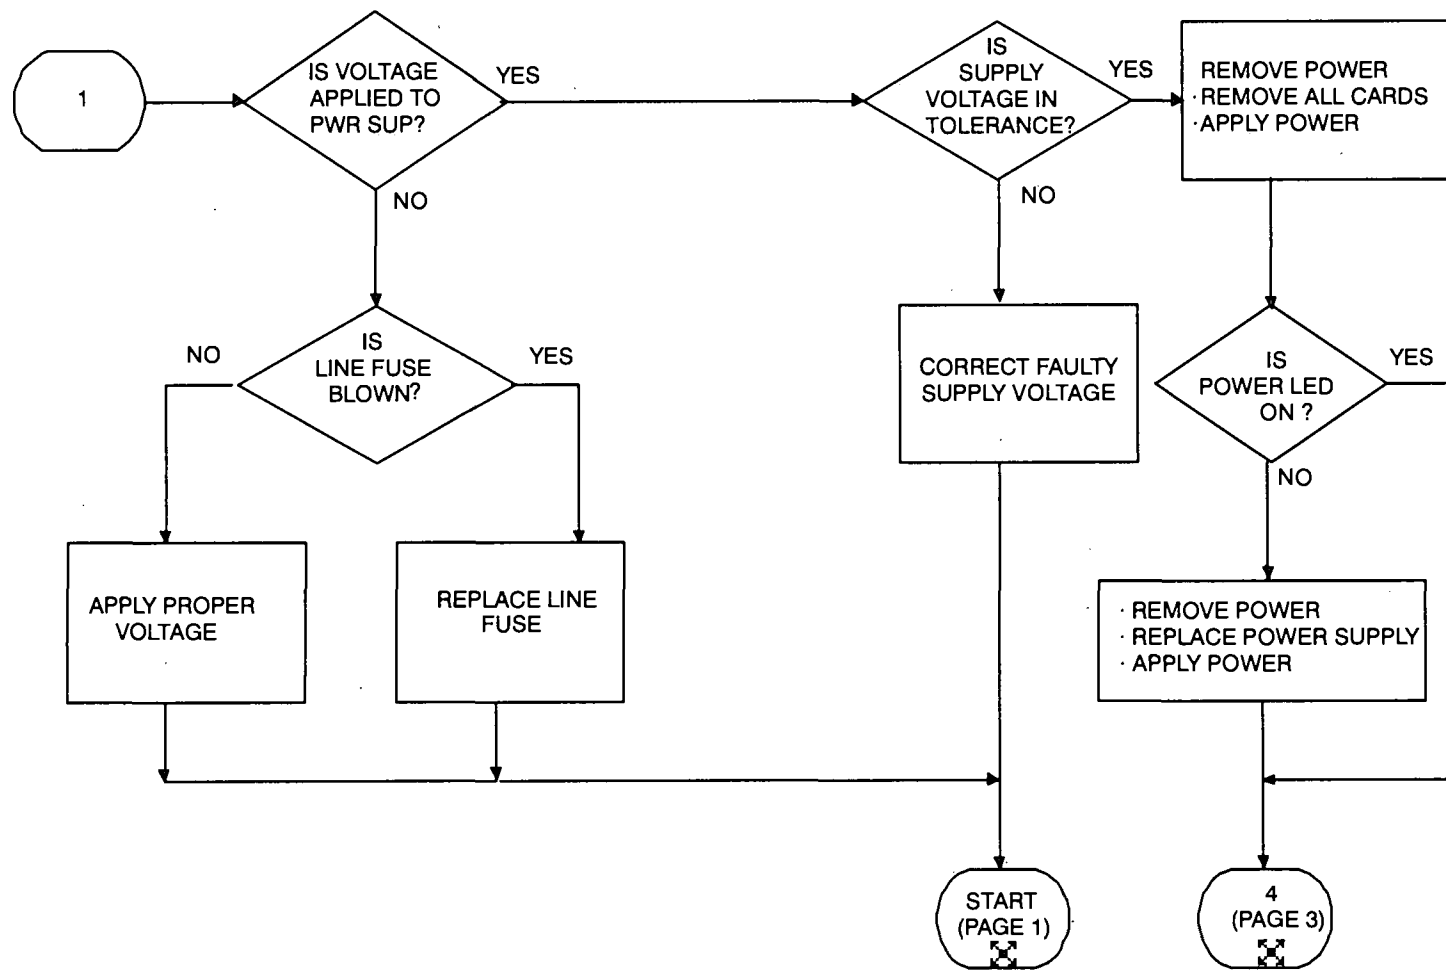 1
IS VOLTAGE
APPLIED TO
PWR SUP?
YES
NO
IS
SUPPLY
VOLTAGE IN
TOLERANCE?
YES
NO
REMOVE POWER
· REMOVE ALL CARDS
· APPLY POWER
IS
LINE FUSE
BLOWN?
NO
YES
CORRECT FAULTY
SUPPLY VOLTAGE
IS
POWER LED
ON ?
YES
NO
APPLY PROPER
VOLTAGE
REPLACE LINE
FUSE
· REMOVE POWER
· REPLACE POWER SUPPLY
· APPLY POWER
START
(PAGE 1)
4
(PAGE 3)